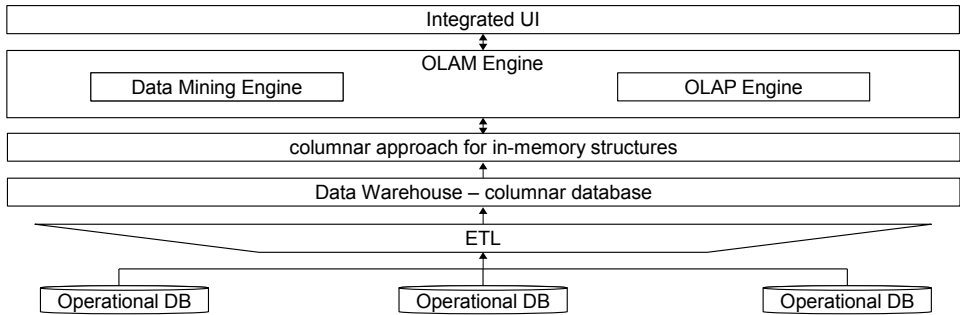 Integrated UI
OLAM Engine
Data Mining Engine
OLAP Engine
columnar approach for in-memory structures
Data Warehouse – columnar database
ETL
Operational DB
Operational DB
Operational DB